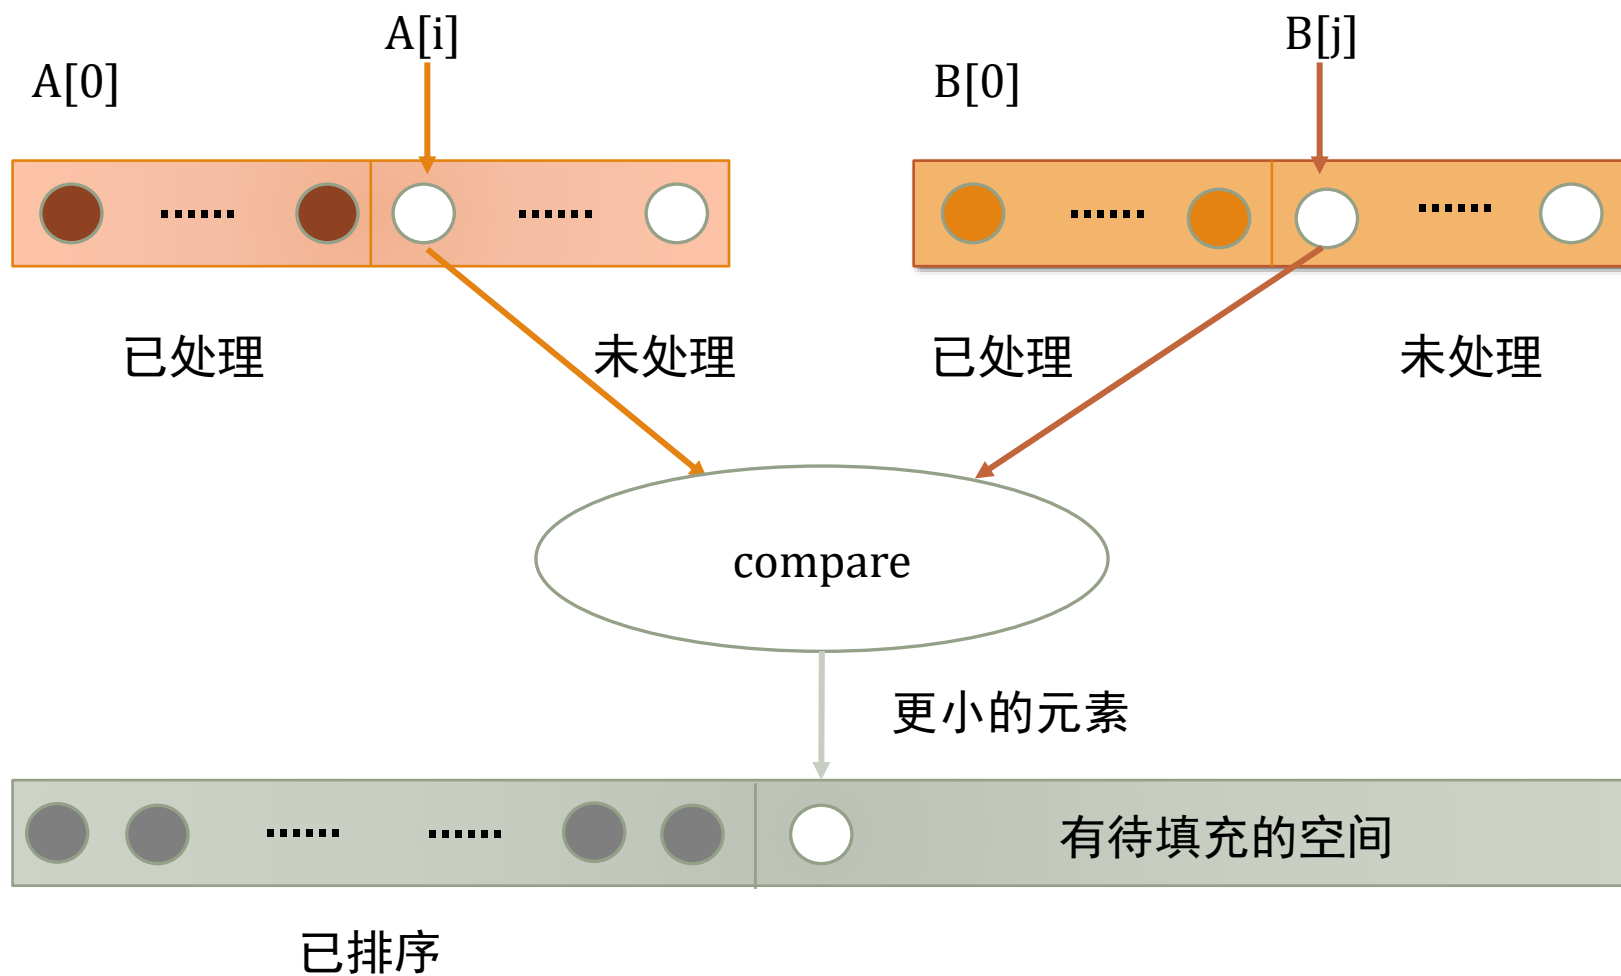 A[i]
B[j]
A[0]
B[0]
已处理
未处理
已处理
未处理
compare
更小的元素
有待填充的空间
已排序